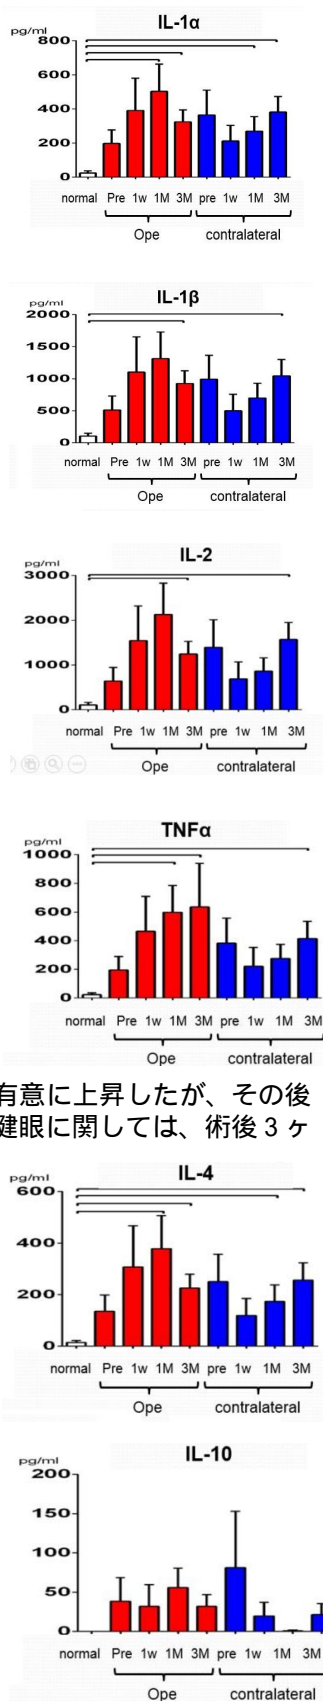 IL-1α
pg/ml
800
600
400
200
0
normal Pre 1w 1M 3M pre 1w 1M 3M
Ope contralateral
IL-1β
pg/ml
2000
1500
1000
500
0
normal Pre 1w 1M 3M pre 1w 1M 3M
Ope contralateral
IL-2
pg/ml
3000
2000
1000
0
normal Pre 1w 1M 3M pre 1w 1M 3M
Ope contralateral
TNFα
pg/ml
1000
800
600
400
200
0
normal Pre 1w 1M 3M pre 1w 1M 3M
Ope contralateral
有意に上昇したが、その後
健眼に関しては、術後 3 ヶ
IL-4
pg/ml
600
400
200
0
normal Pre 1w 1M 3M pre 1w 1M 3M
Ope contralateral
IL-10
pg/ml
200
150
100
50
0
normal Pre 1w 1M 3M pre 1w 1M 3M
Ope contralateral